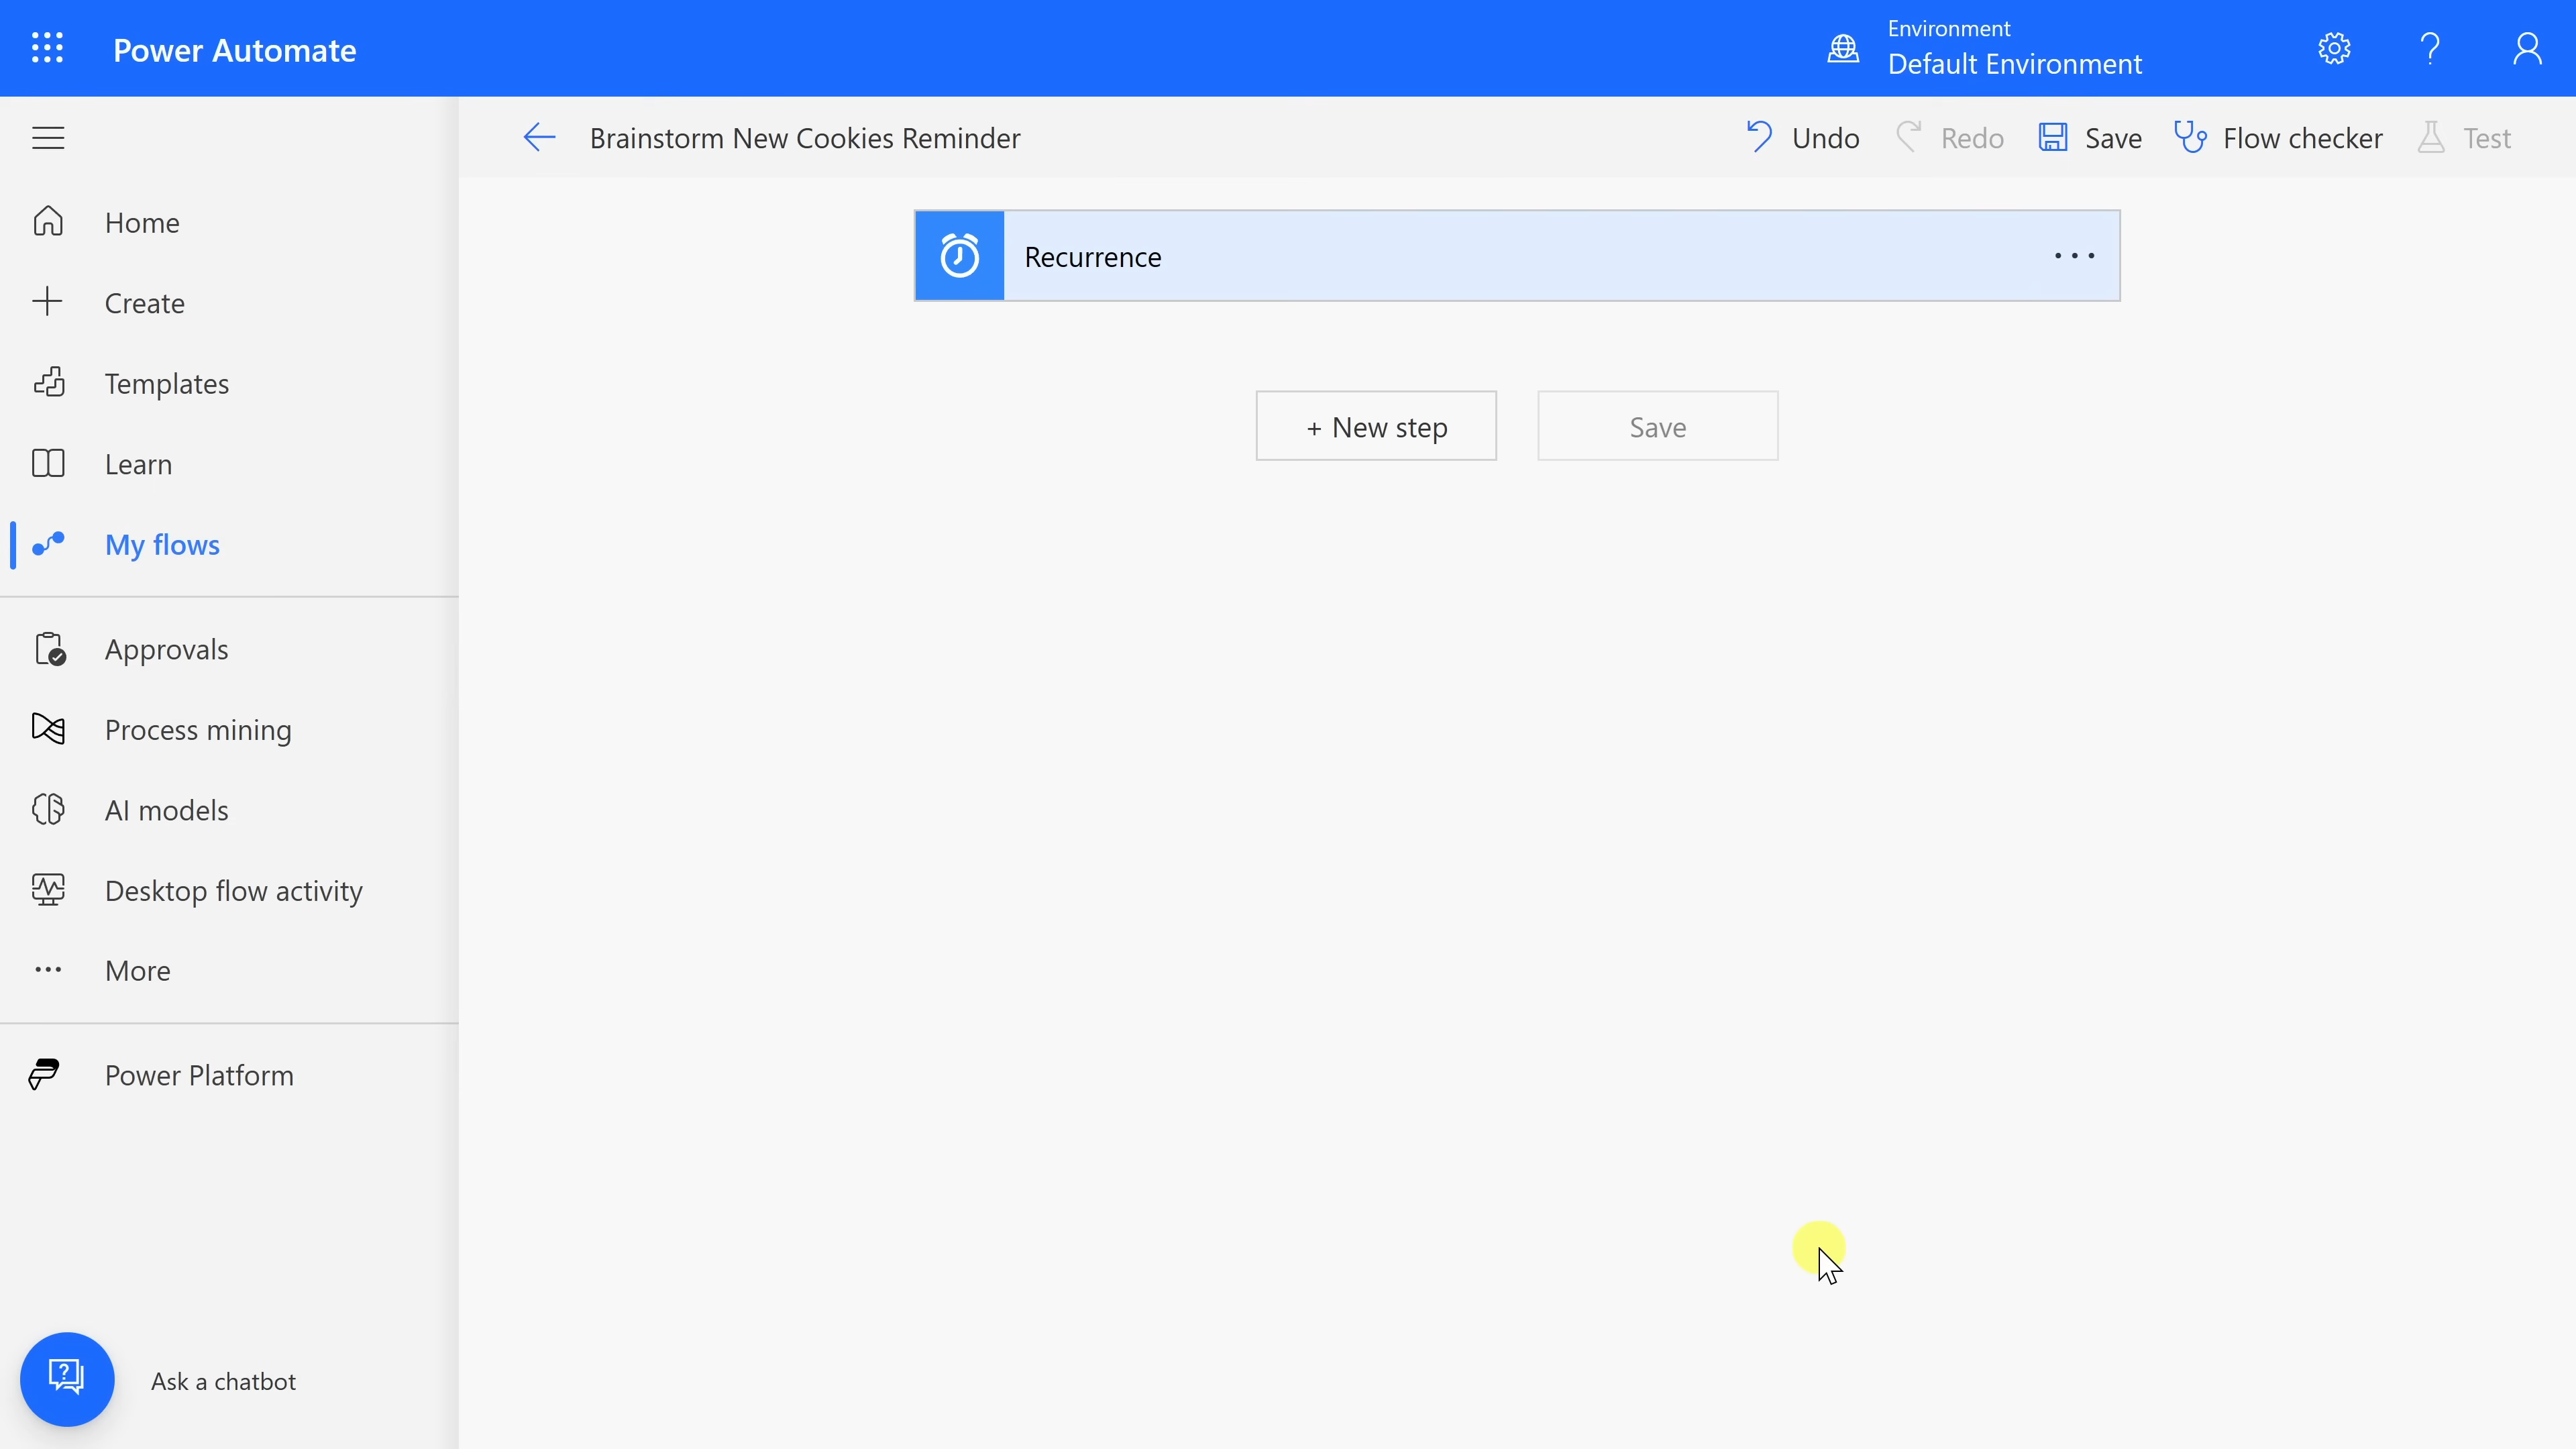 Power Automate
Environment
Default Environment
?
Brainstorm New Cookies Reminder
Undo
Redo
Save
Flow checker
Test
Home
Create
Templates
Learn
My flows
Approvals
Process mining
AI models
Desktop flow activity
More
Power Platform
Ask a chatbot
Recurrence
+ New step
Save